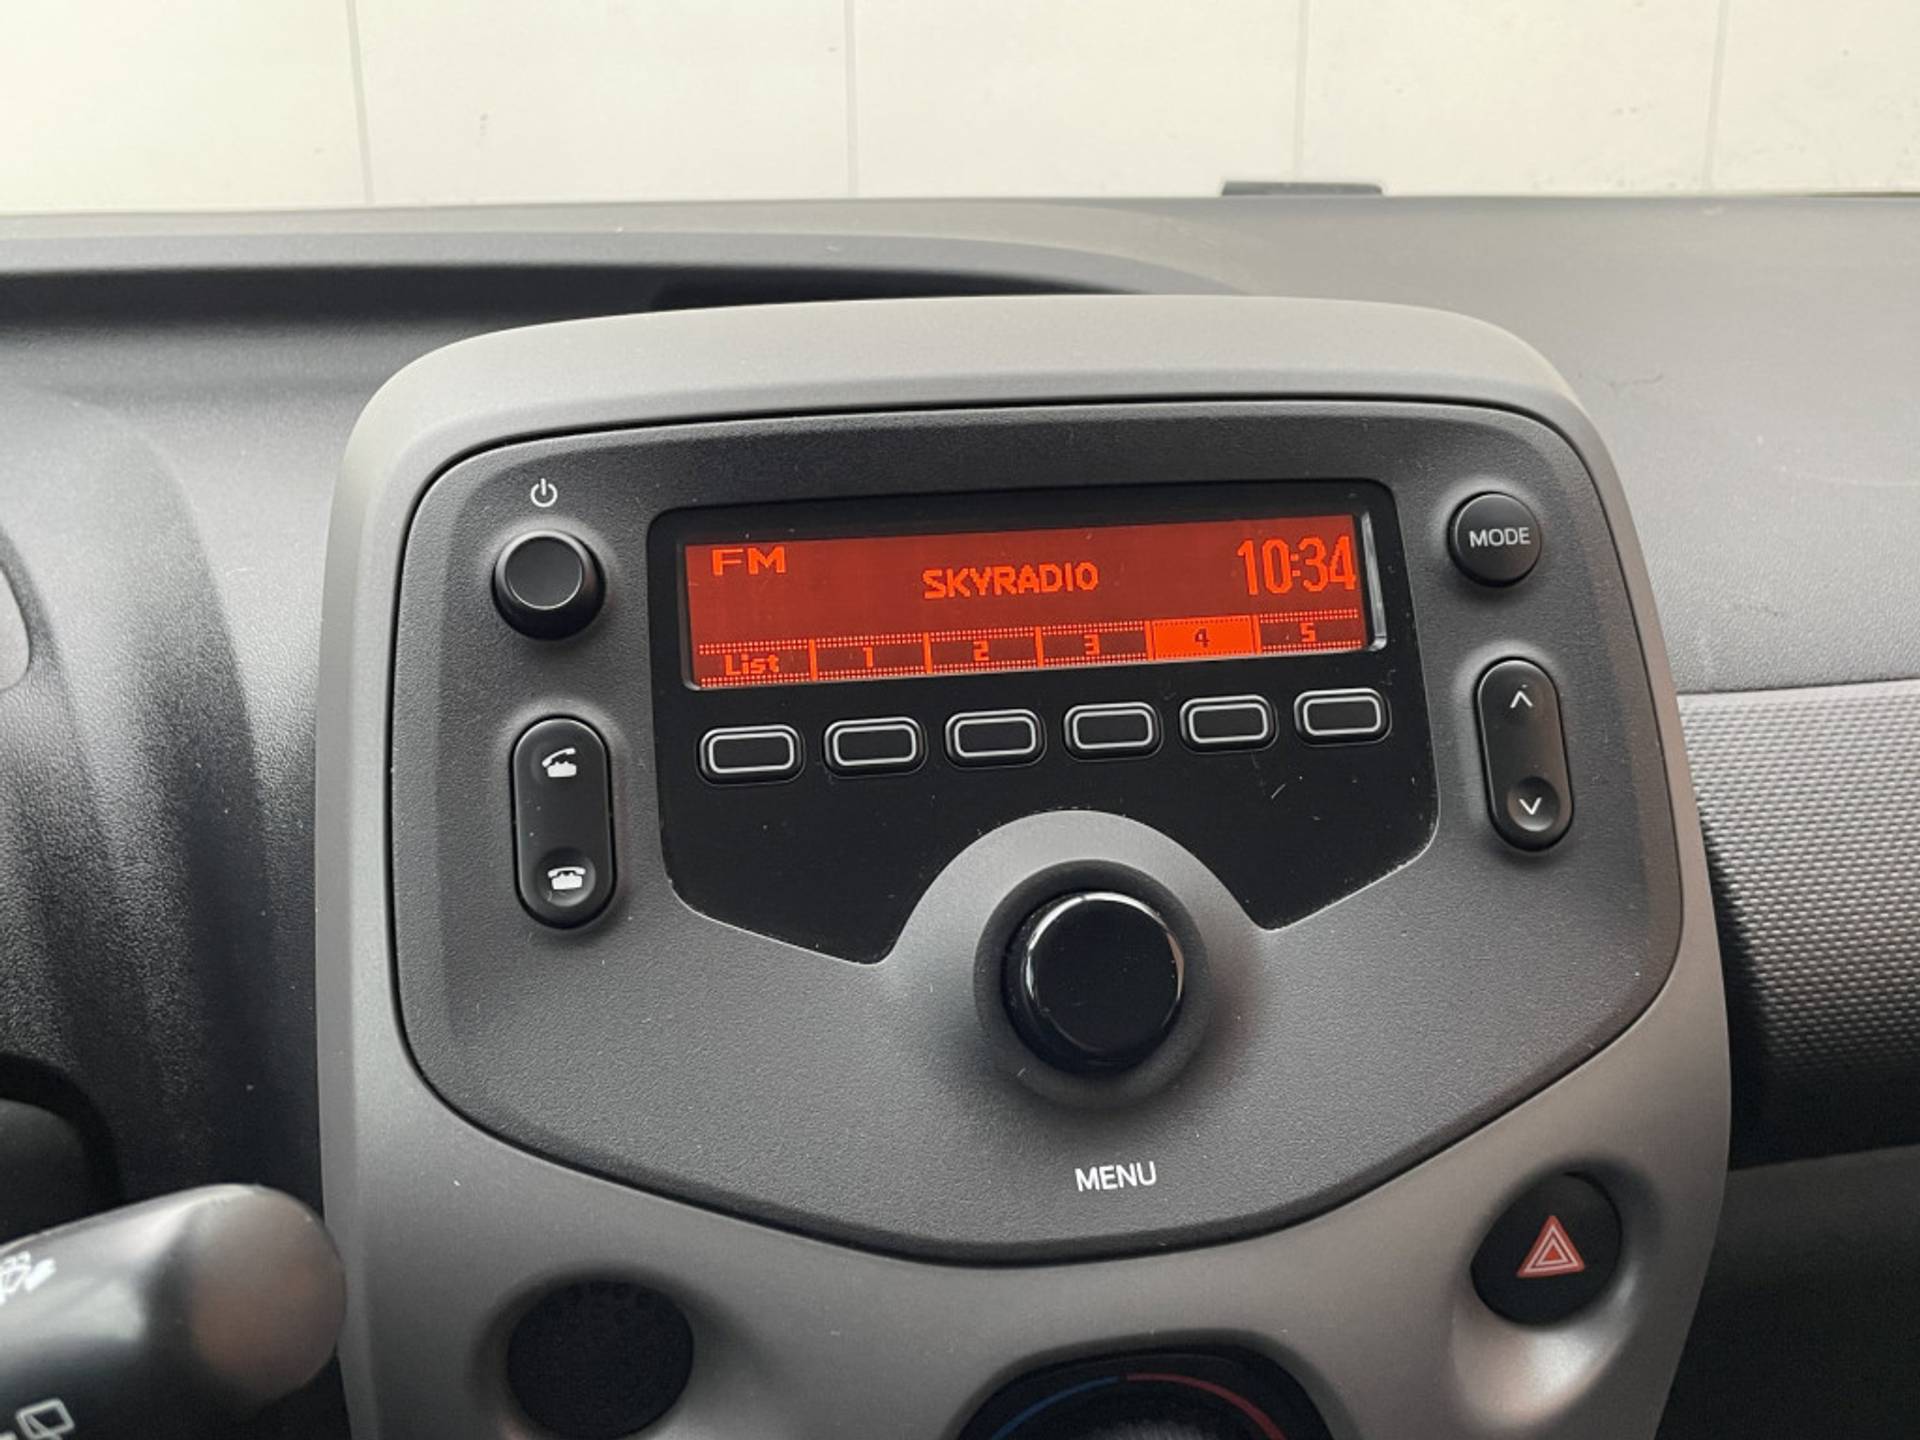 FM
SKYRADIO
10:34
List 1 2 3 4 5
MODE
MENU